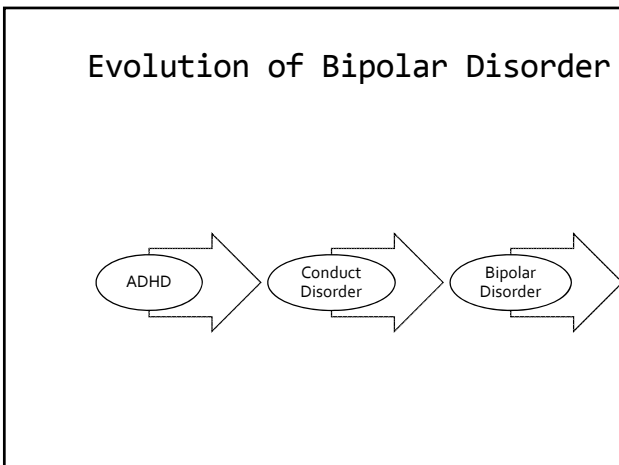 Evolution of Bipolar Disorder
ADHD
Conduct
Disorder
Bipolar
Disorder